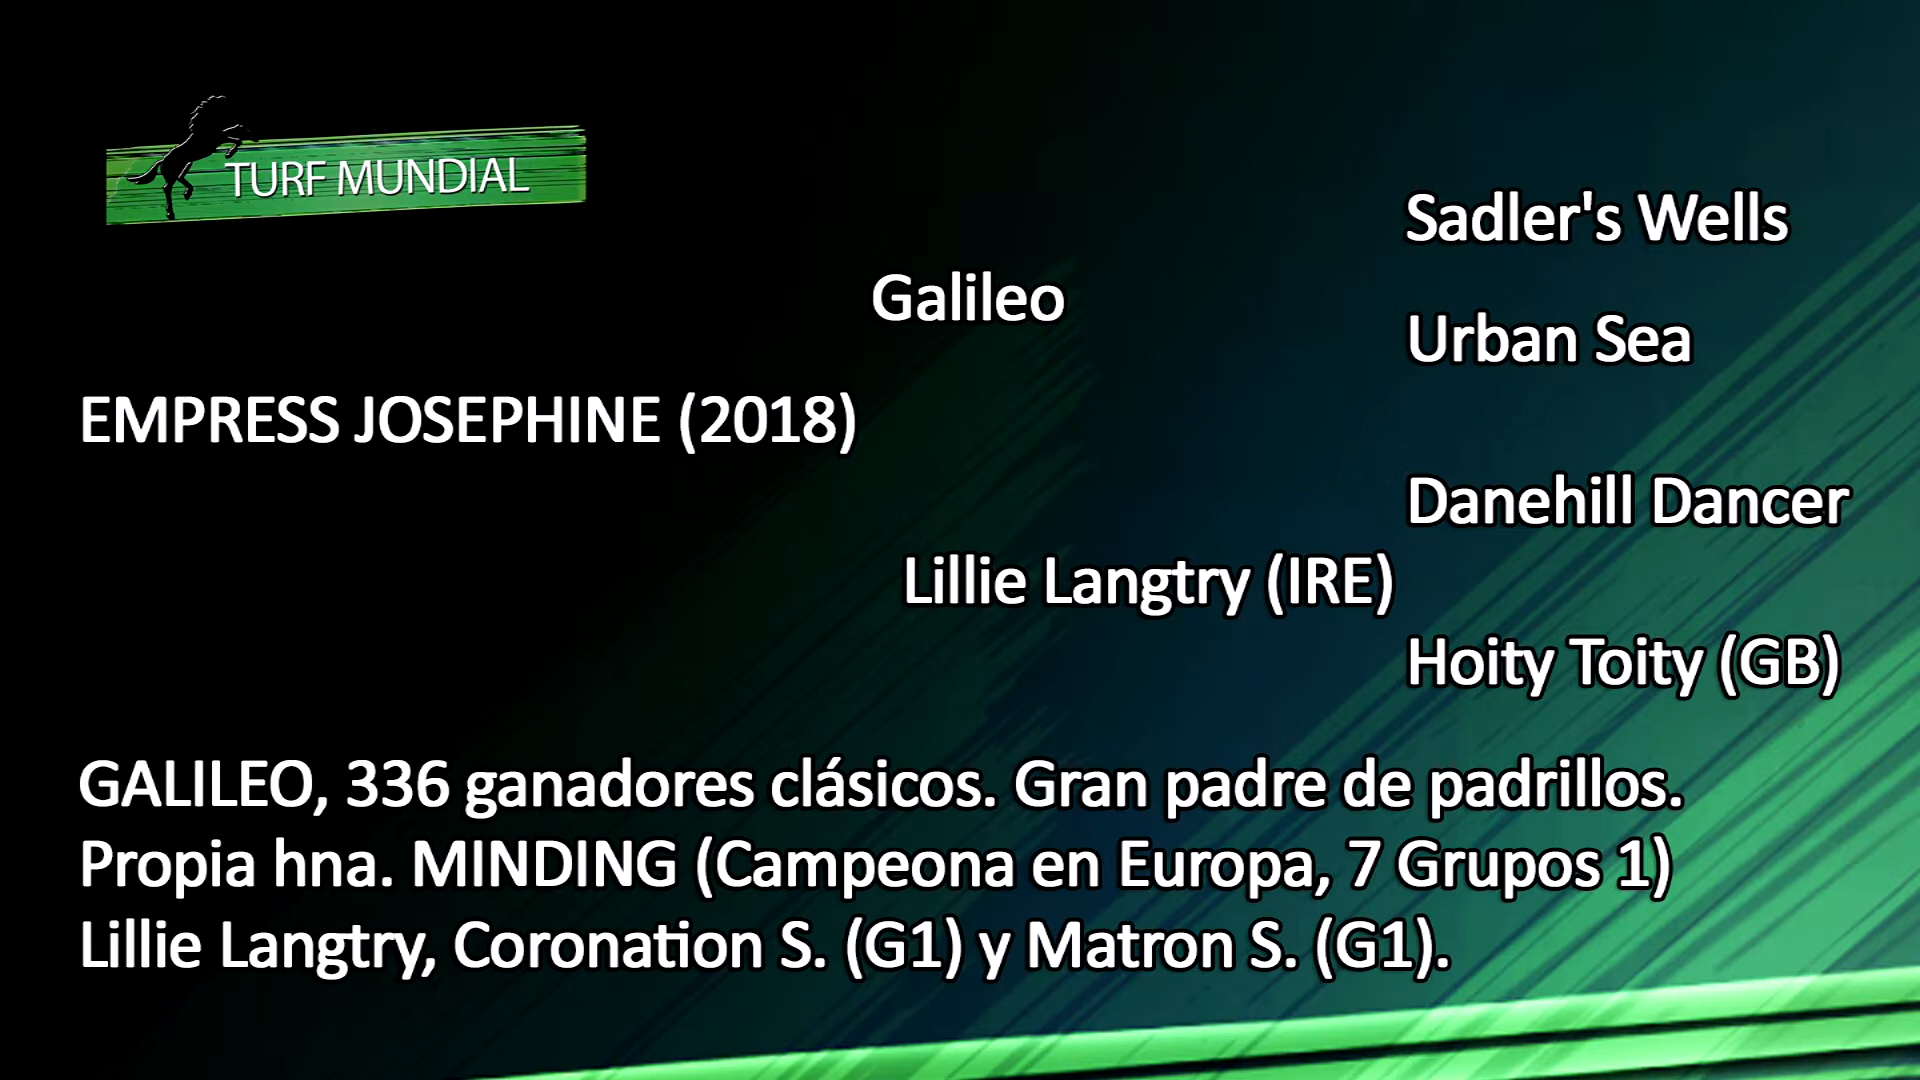 TURF MUNDIAL
Sadler's Wells
Galileo
Urban Sea
EMPRESS JOSEPHINE (2018)
Danehill Dancer
Lillie Langtry (IRE)
Hoity Toity (GB)
GALILEO, 336 ganadores clásicos. Gran padre de padrillos.
Propia hna. MINDING (Campeona en Europa, 7 Grupos 1)
Lillie Langtry, Coronation S. (G1) y Matron S. (G1).